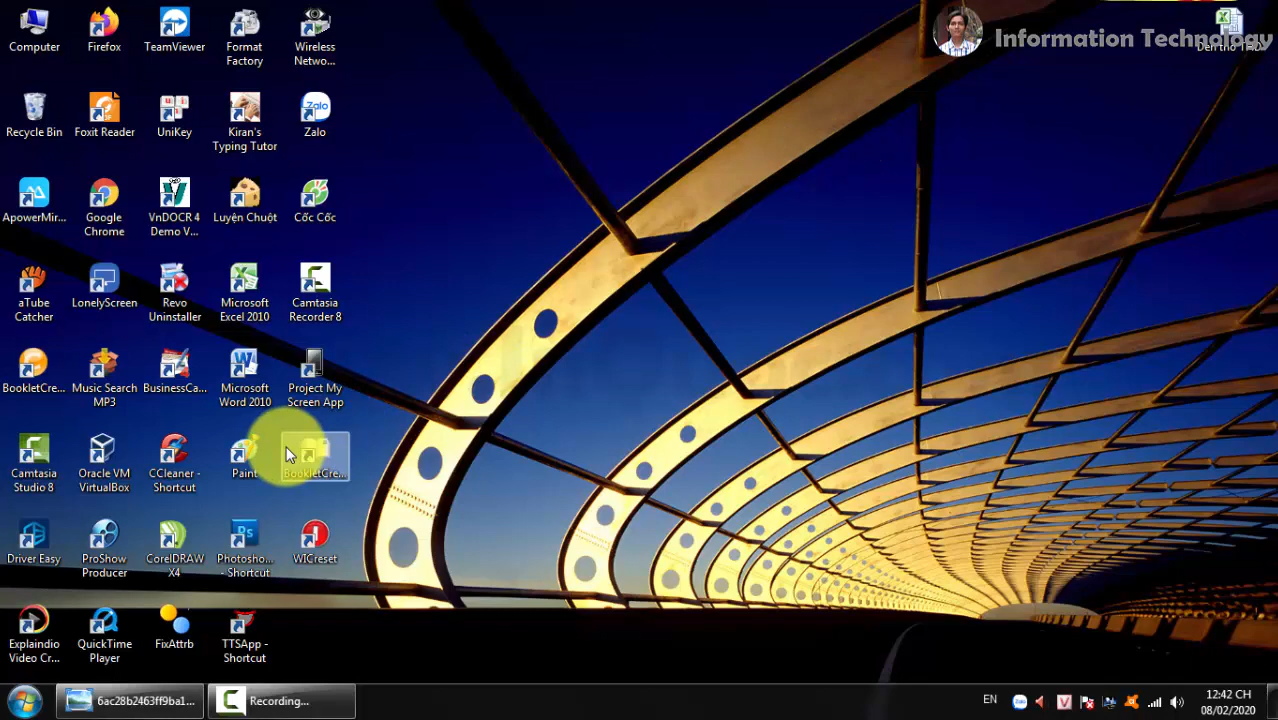 Computer
Firefox
TeamViewer
Format
Factory
Wireless
Netwo...
Information Technology
Recycle Bin
Foxit Reader
UniKey
Kiran's
Typing Tutor
Zalo
Zalo
ApowerMir...
Google
Chrome
VnDOCR 4
Demo V...
Luyện Chuột
Cốc Cốc
aTube
Catcher
LonelyScreen
Revo
Uninstaller
Microsoft
Excel 2010
Camtasia
Recorder 8
BookletCre...
Music Search
MP3
BusinessCa...
Microsoft
Word 2010
Project My
Screen App
Camtasia
Studio 8
Oracle VM
VirtualBox
CCleaner -
Shortcut
Paint
BookletCre...
Driver Easy
ProShow
Producer
CorelDRAW
X4
Photosho...
- Shortcut
WICreset
Explaindio
Video Cr...
QuickTime
Player
FixAttrb
TTSApp -
Shortcut
6ac28b2463ff9ba1...
Recording...
EN
12:42 CH
08/02/2020